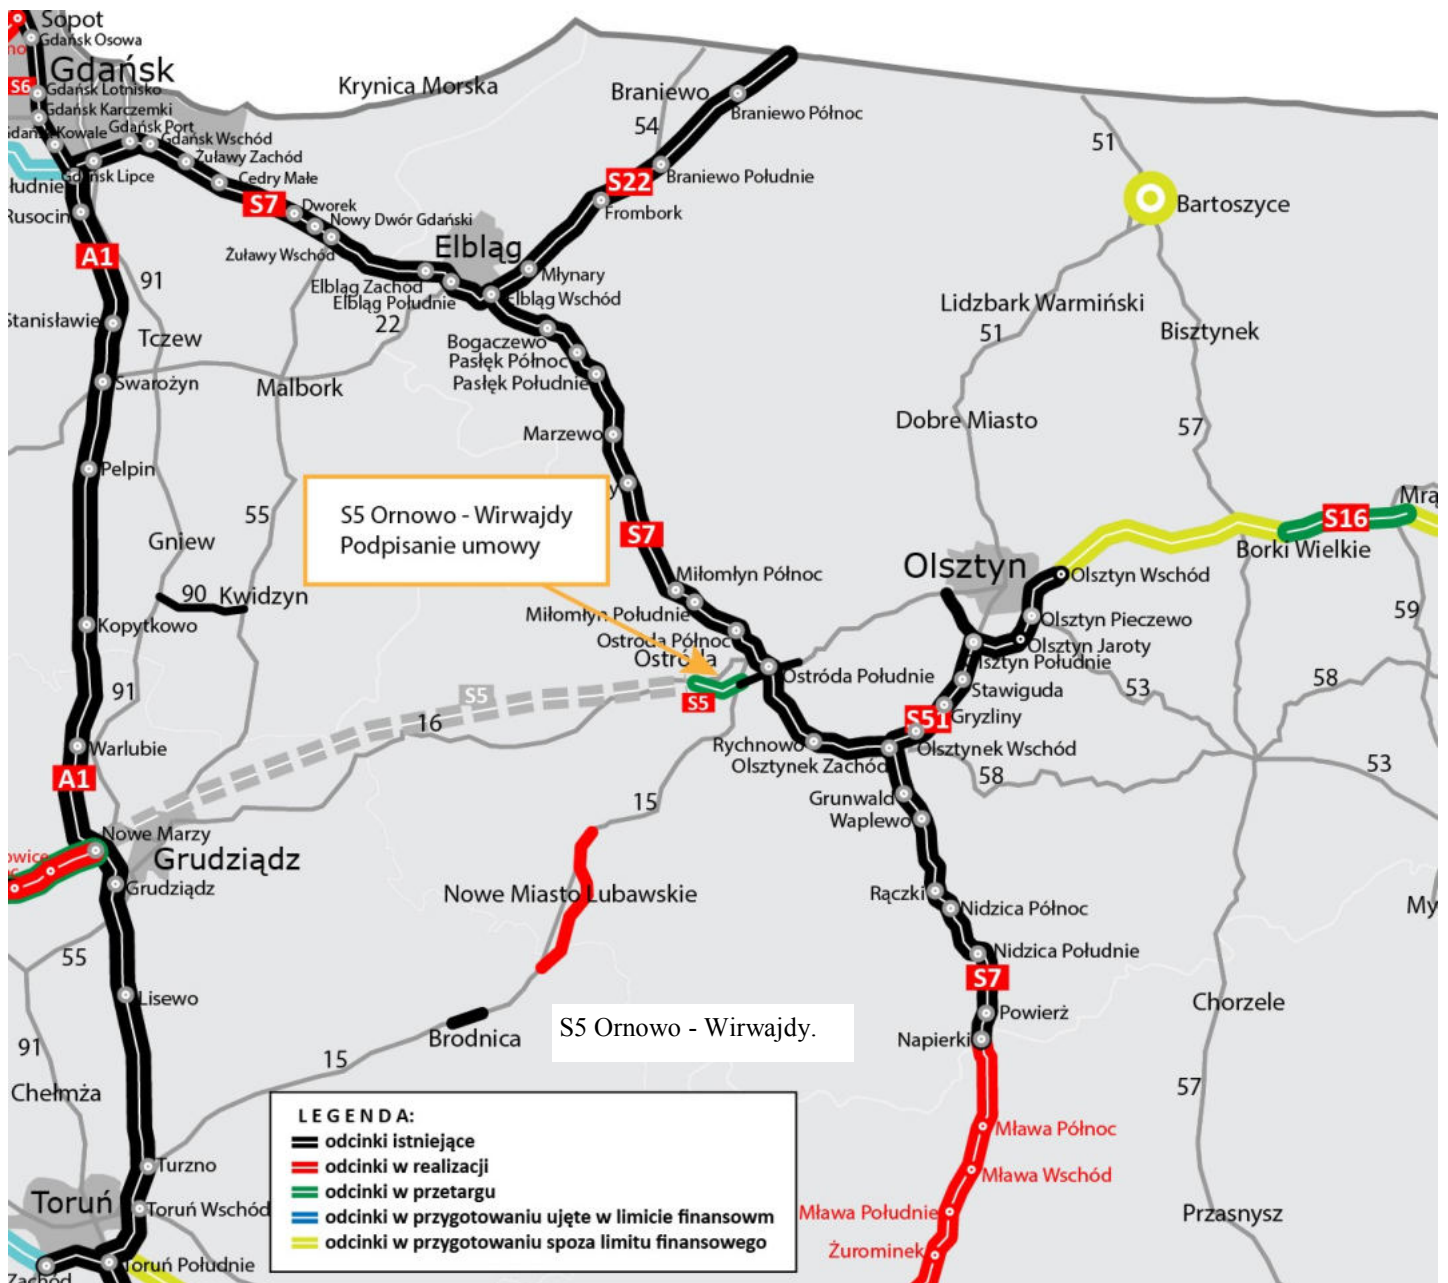 Sopot
Gdańsk Osowa
Gdańsk
S6
Gdańsk Lotnisko
Gdańsk Karczemki
Gdańsk Port
Gdańsk Wschód
Żuławy Zachód
Gdańsk Lipce
Cedry Małe
Rusocin
S7
Dworek
Nowy Dwór Gdański
Żuławy Wschód
A1
91
Krynica Morska
Braniewo
Braniewo Północ
54
S22
Braniewo Południe
Frombork
51
Bartoszyce
Elbląg
Młynary
Elbląg Zachód
Elbląg Południe
Elbląg Wschód
22
Stanisławie
Tczew
Swarożyn
Malbork
Bogaczewo
Pasłęk Północ
Pasłęk Południe
Lidzbark Warmiński
51
Bisztynek
Dobre Miasto
57
Marzewo
Pelpin
S5 Ornowo - Wirwajdy
Podpisanie umowy
S7
55
Gniew
90
Kwidzyn
Kopytkowo
S16
Borki Wielkie
Olsztyn
Olsztyn Wschód
Miłomłyn Północ
Miłomłyn Południe
Olsztyn Pieczewo
59
Ostróda Północ
Ostróda
Olsztyn Jaroty
Ostróda Południe
Stawiguda
53
58
91
S5
S5
16
S51
Gryzliny
Warlubie
Rychnowo
Olsztynek Wschód
Olsztynek Zachód
58
53
A1
15
Grunwald
Waplewo
Nowe Marzy
Grudziądz
Grudziądz
Nowe Miasto Lubawskie
Rączki
Nidzica Północ
Nidzica Południe
55
S7
Lisewo
Chorzele
Powierż
S5 Ornowo - Wirwajdy.
Brodnica
Napierki
91
15
57
Chełmża
LEGENDA:
odcinki istniejące
odcinki w realizacji
odcinki w przetargu
odcinki w przygotowaniu ujęte w limicie finansowm
odcinki w przygotowaniu spoza limitu finansowego
Mława Północ
Mława Wschód
Mława Południe
Żurominek
Przasnysz
Turzno
Toruń
Toruń Wschód
Toruń Południe
Zachód